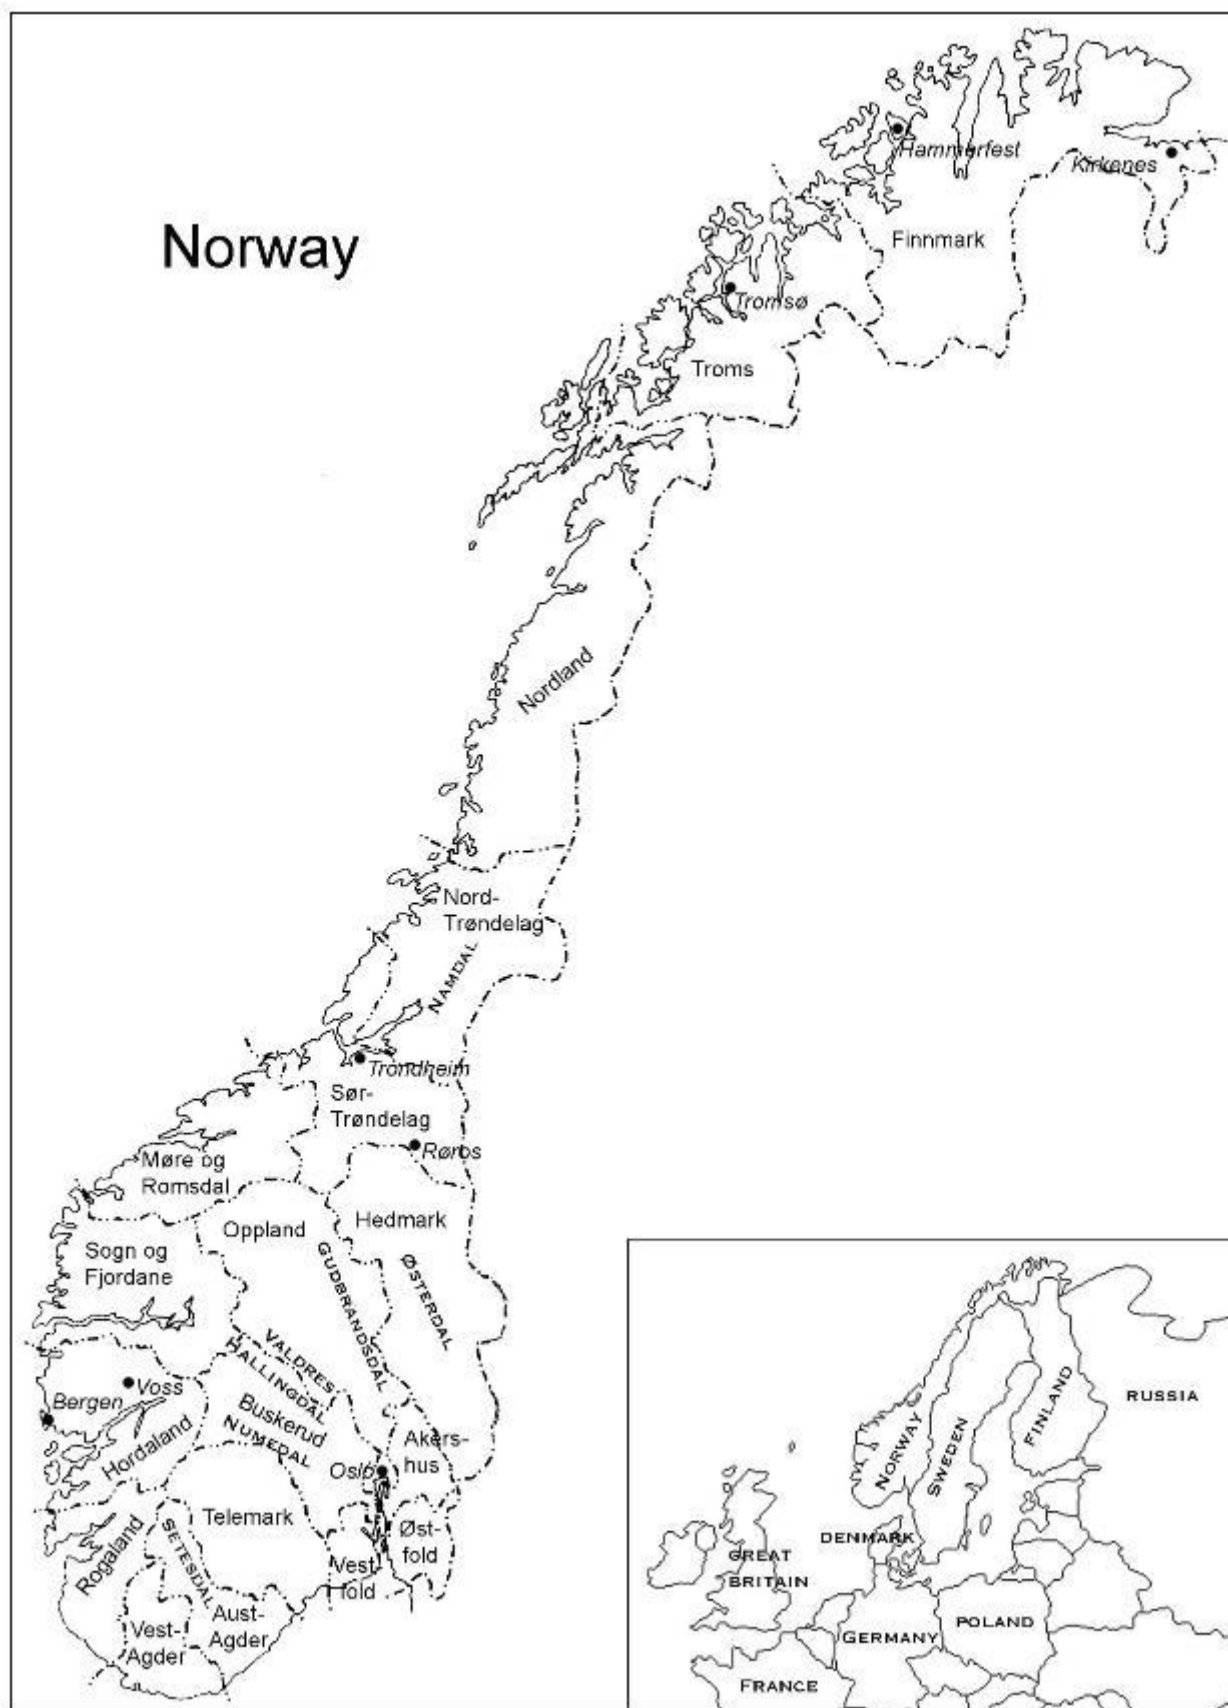 Norway
Hammerfest
Kirkenes
Finnmark
Tromsø
Troms
Nordland
Nord-
Trøndelag
NAMDAL
Trondheim
Sør-
Trøndelag
Røros
Møre og
Romsdal
Oppland
Hedmark
Sogn og
Fjordane
GUDBRANDSDAL
ØSTERDAL
VALDRES
HALLINGDAL
Voss
Bergen
Buskerud
NUMEDAL
Hordaland
Akers-
hus
Oslo
Telemark
Øst-
fold
Rogaland
SETESDAL
Vest
fold
Aust-
Agder
Vest-
Agder
NORWAY
SWEDEN
FINLAND
RUSSIA
DENMARK
GREAT
BRITAIN
POLAND
GERMANY
FRANCE